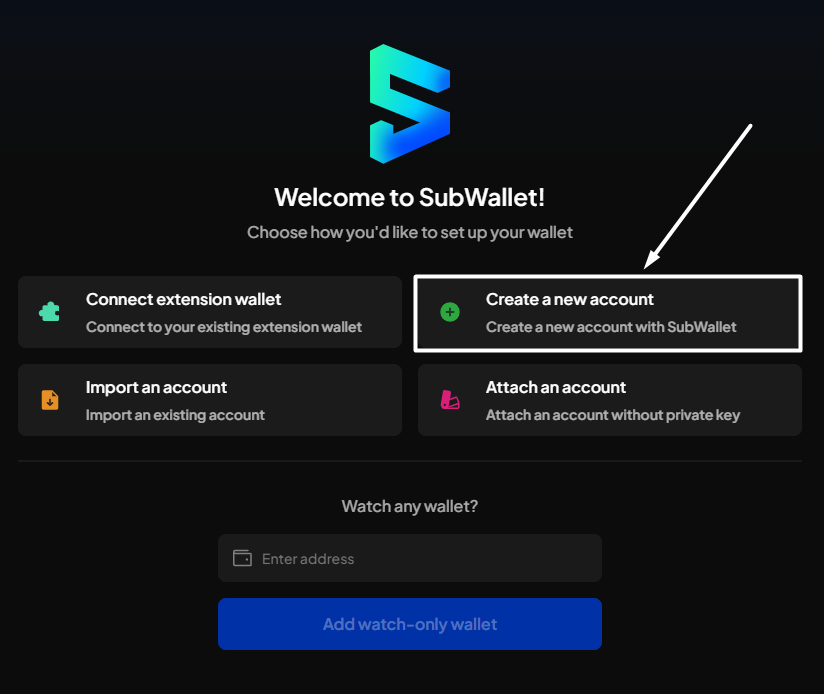 Welcome to SubWallet!
Choose how you'd like to set up your wallet
Connect extension wallet
Connect to your existing extension wallet
Create a new account
Create a new account with SubWallet
Import an account
Import an existing account
Attach an account
Attach an account without private key
Watch any wallet?
Enter address
Add watch-only wallet